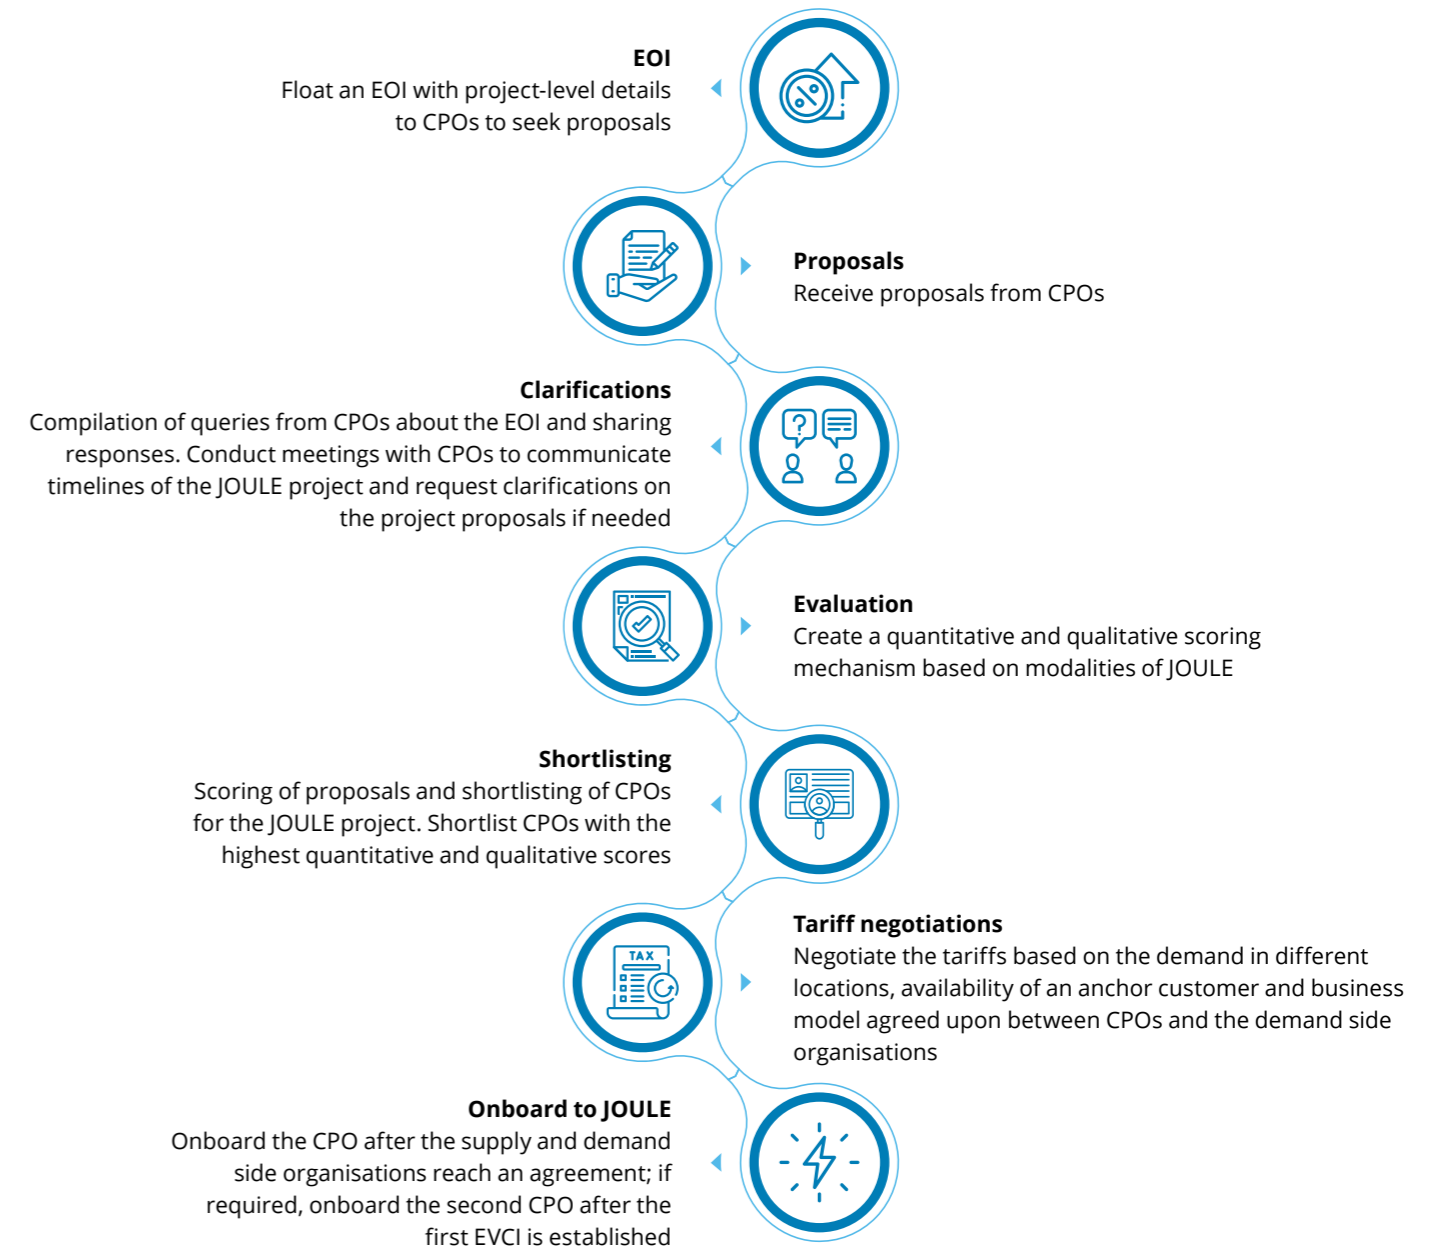 EOI
Float an EOI with project-level details
to CPOs to seek proposals
Proposals
Receive proposals from CPOs
Clarifications
Compilation of queries from CPOs about the EOI and sharing
responses. Conduct meetings with CPOs to communicate
timelines of the JOULE project and request clarifications on
the project proposals if needed
?
Evaluation
Create a quantitative and qualitative scoring
mechanism based on modalities of JOULE
Shortlisting
Scoring of proposals and shortlisting of CPOs
for the JOULE project. Shortlist CPOs with the
highest quantitative and qualitative scores
TAX
Tariff negotiations
Negotiate the tariffs based on the demand in different
locations, availability of an anchor customer and business
model agreed upon between CPOs and the demand side
organisations
Onboard to JOULE
Onboard the CPO after the supply and demand
side organisations reach an agreement; if
required, onboard the second CPO after the
first EVCI is established